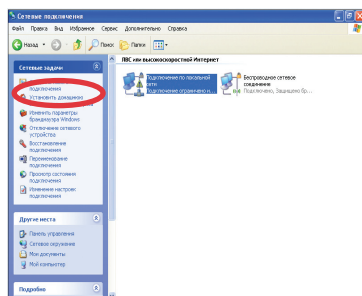 Сетевые подключения
Файл Правка Вид Избранное Сервис Дополнительно Справка
Назад Поиск Папки
Сетевые задачи
подключения
Установить домашнюю
Изменить параметры
брандмауэра Windows
Отключение сетевого
устройства
Восстановление
подключения
Переименование
подключения
Просмотр состояния
подключения
Изменение настроек
подключения
Другие места
Панель управления
Сетевое окружение
Мои документы
Мой компьютер
Подробно
ЛВС или высокоскоростной Интернет
Подключение по локальной
сети
Подключение ограничено и...
Беспроводное сетевое
соединение
Подключено, Защищено бр...